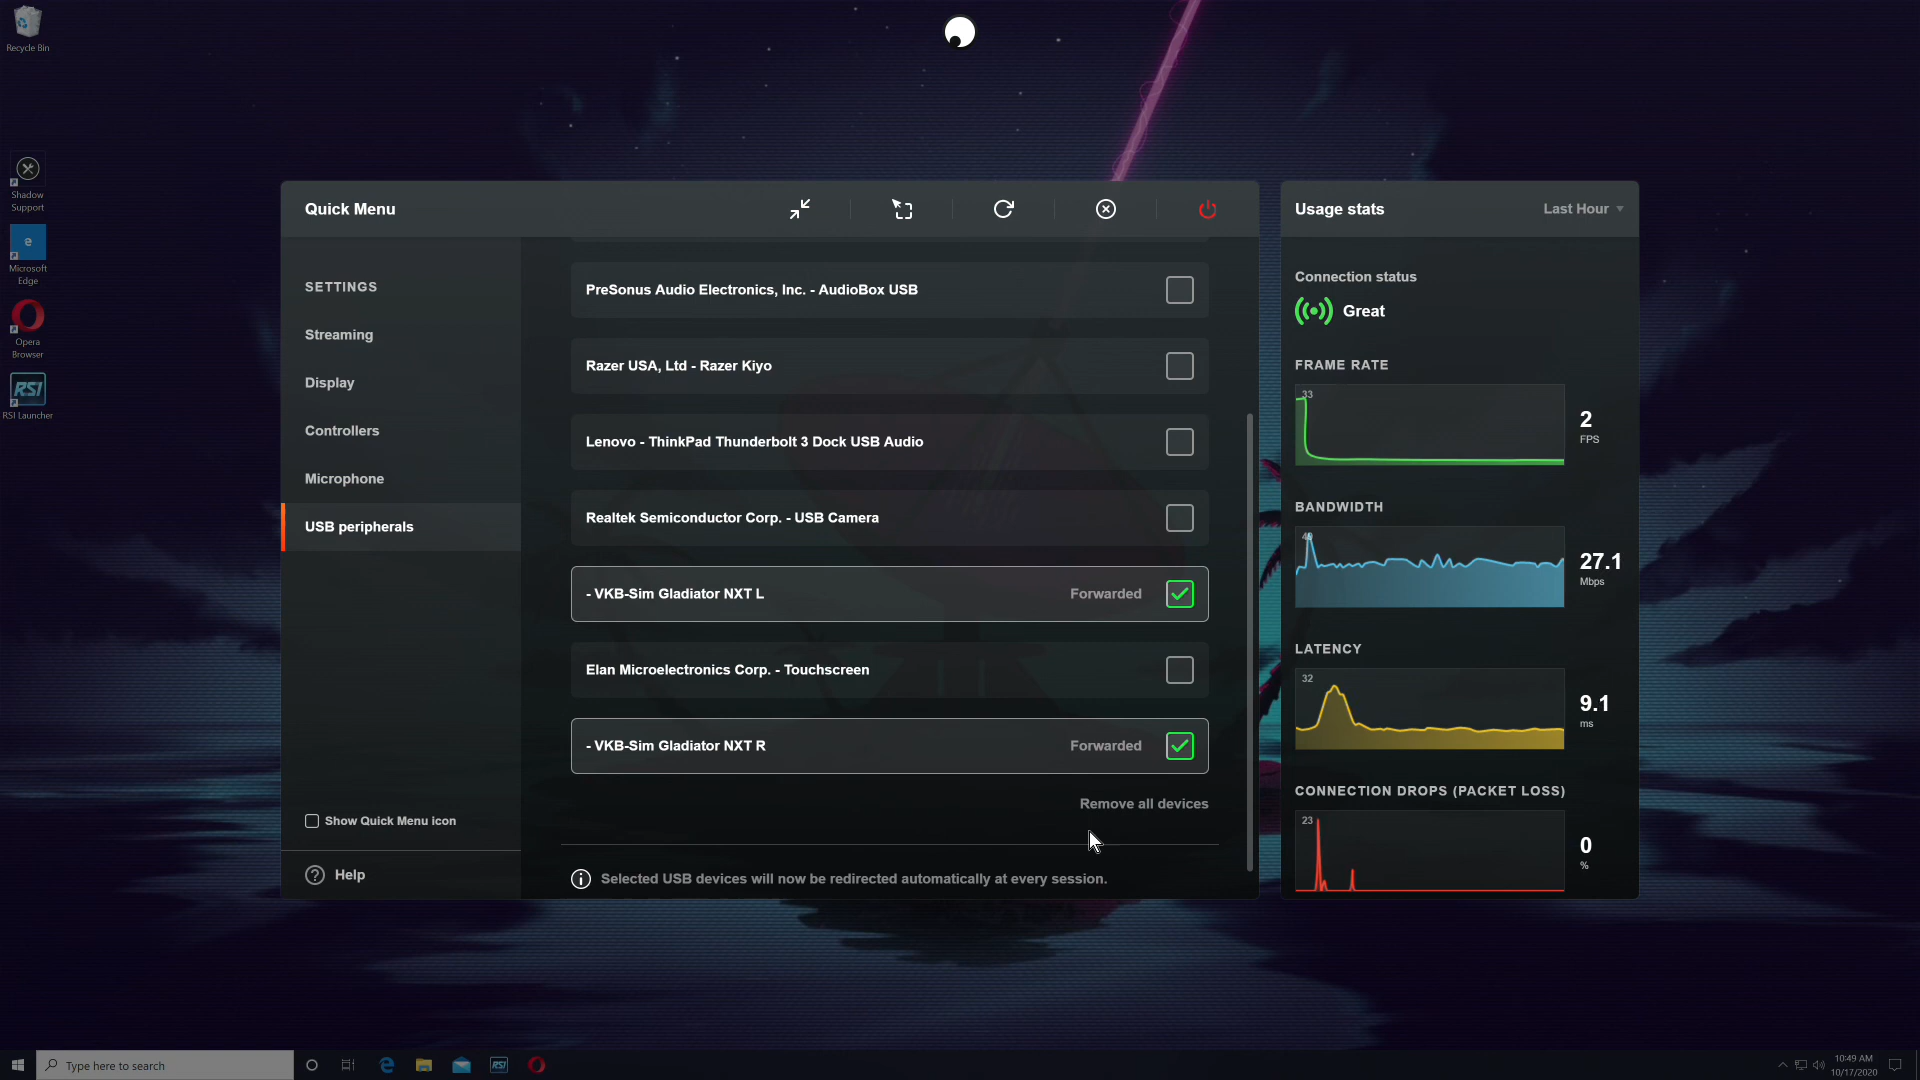 Recycle Bin
Shadow
Support
e
Microsoft
Edge
Opera
Browser
RSI
RSI Launcher
Quick Menu
SETTINGS
Streaming
Display
Controllers
Microphone
USB peripherals
Show Quick Menu icon
? Help
PreSonus Audio Electronics, Inc. - AudioBox USB
Razer USA, Ltd - Razer Kiyo
Lenovo - ThinkPad Thunderbolt 3 Dock USB Audio
Realtek Semiconductor Corp. - USB Camera
- VKB-Sim Gladiator NXT L Forwarded
Elan Microelectronics Corp. - Touchscreen
- VKB-Sim Gladiator NXT R Forwarded
Remove all devices
Selected USB devices will now be redirected automatically at every session.
Usage stats Last Hour
Connection status
Great
FRAME RATE
33
2
FPS
BANDWIDTH
27.1
Mbps
LATENCY
32
9.1
ms
CONNECTION DROPS (PACKET LOSS)
23
0
%
Type here to search
RSI
10:49 AM
10/17/2020